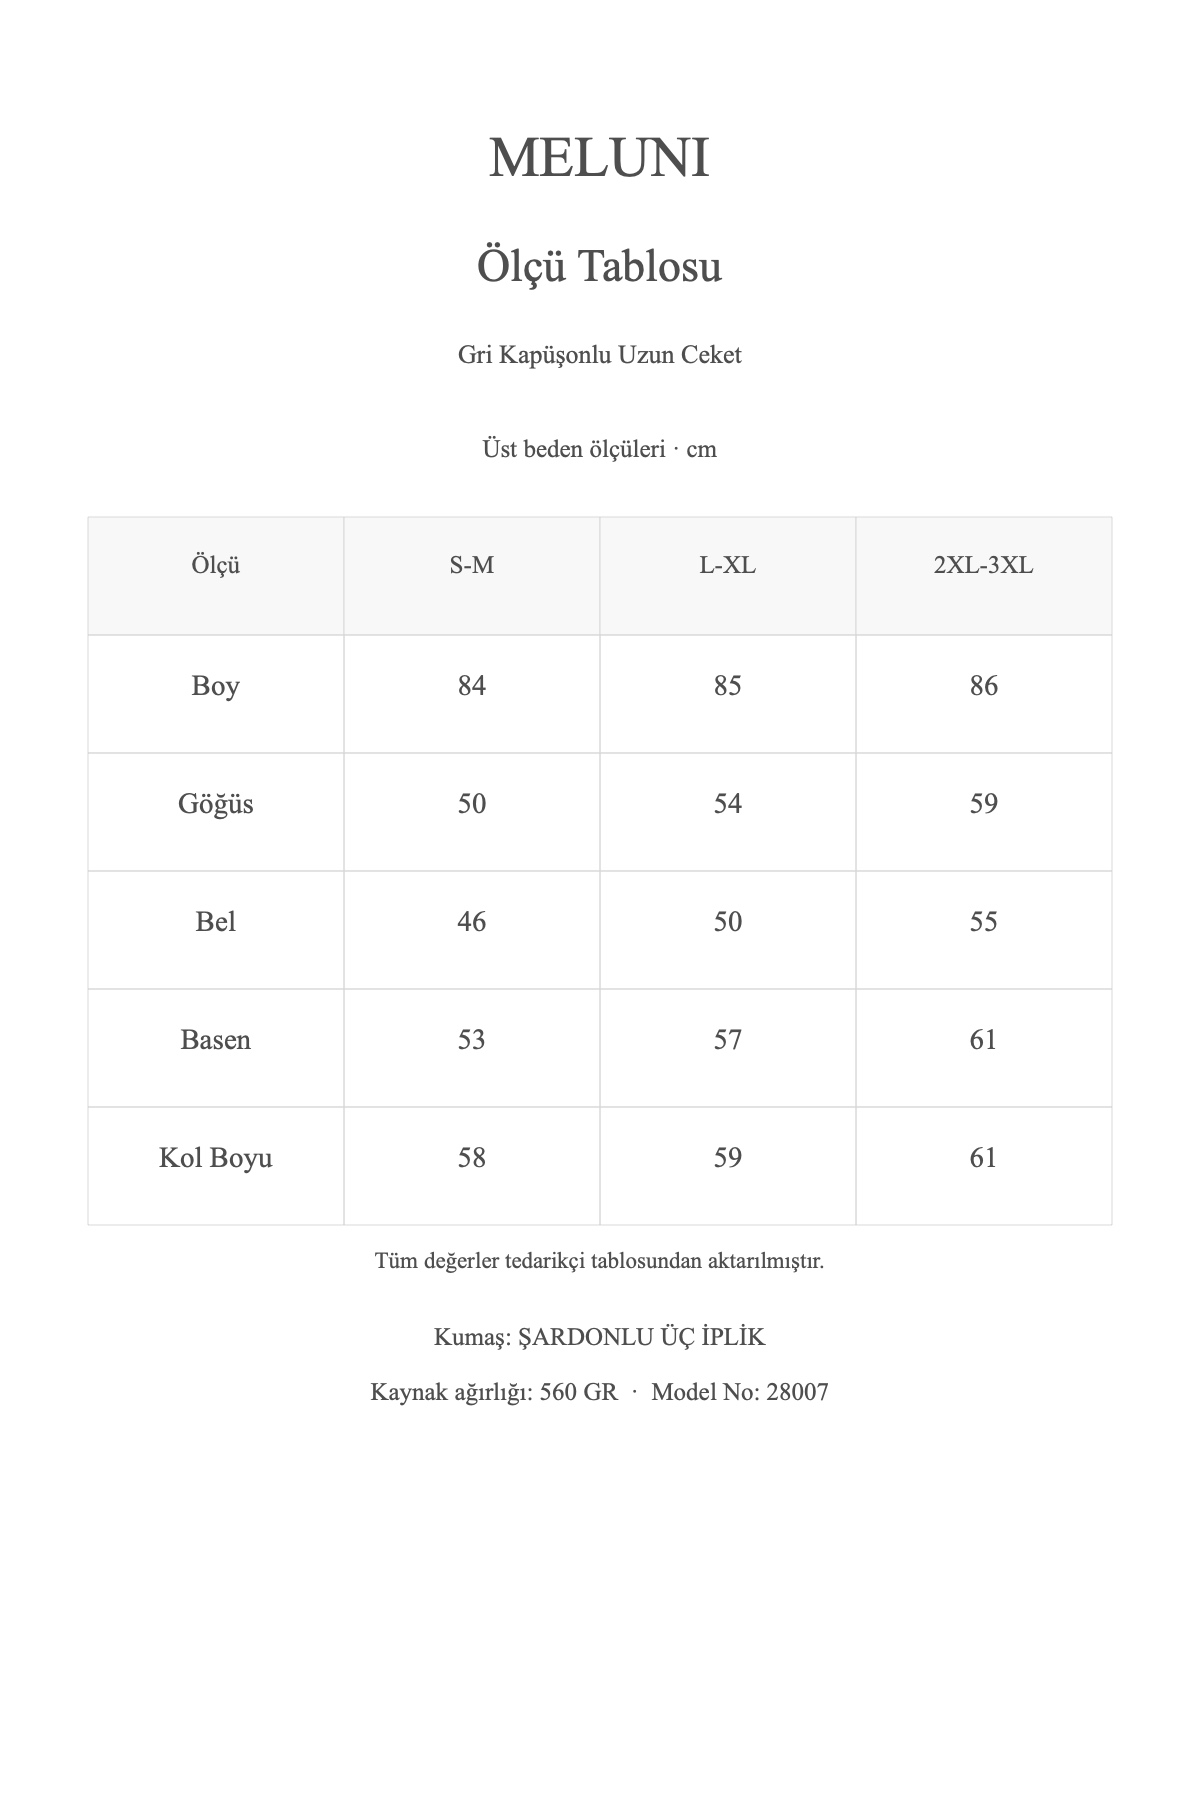 MELUNI
Ölçü Tablosu
Gri Kapüşonlu Uzun Ceket
Üst beden ölçüleri · cm
Ölçü S-M L-XL 2XL-3XL
Boy 84 85 86
Göğüs 50 54 59
Bel 46 50 55
Basen 53 57 61
Kol Boyu 58 59 61
Tüm değerler tedarikçi tablosundan aktarılmıştır.
Kumaş: ŞARDONLU ÜÇ İPLİK
Kaynak ağırlığı: 560 GR · Model No: 28007